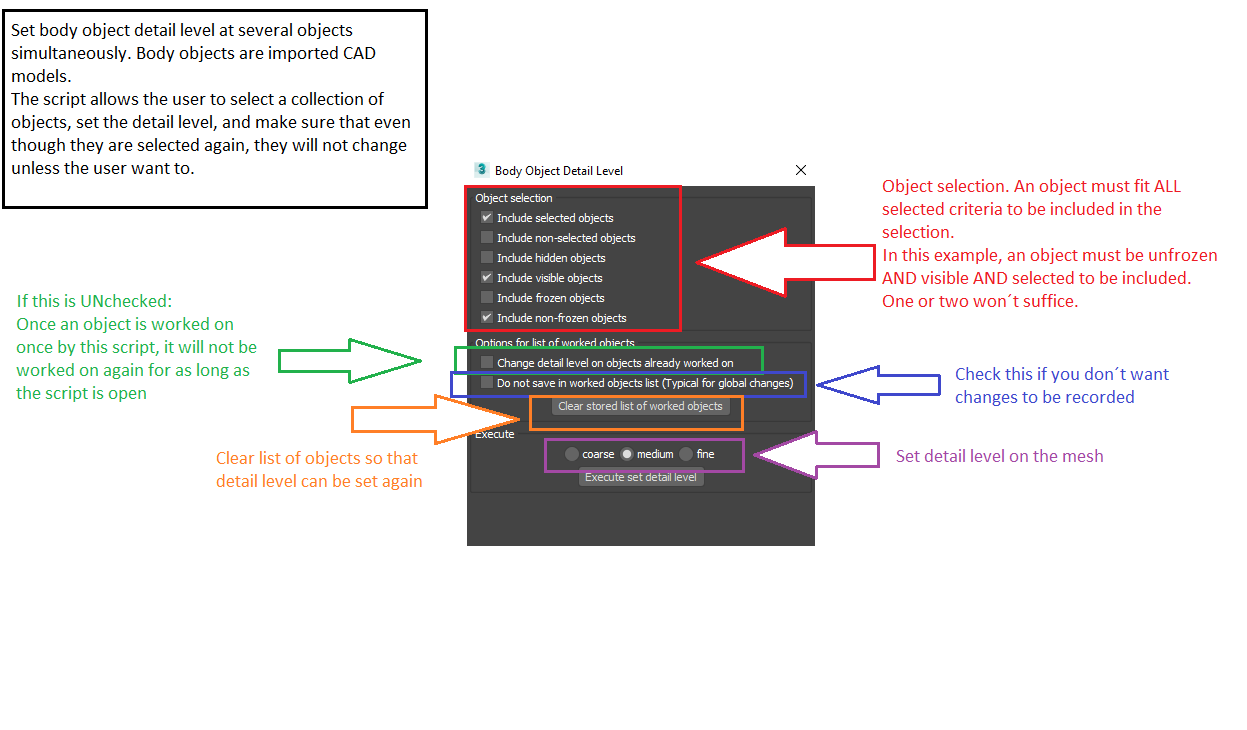 Set body object detail level at several objects
simultaneously. Body objects are imported CAD
models.
The script allows the user to select a collection of
objects, set the detail level, and make sure that even
though they are selected again, they will not change
unless the user want to.
3 Body Object Detail Level
Object selection
Include selected objects
Include non-selected objects
Include hidden objects
Include visible objects
Include frozen objects
Include non-frozen objects
Object selection. An object must fit ALL
selected criteria to be included in the
selection.
In this example, an object must be unfrozen
AND visible AND selected to be included.
One or two won´t suffice.
If this is UNchecked:
Once an object is worked on
once by this script, it will not be
worked on again for as long as
the script is open
Options for list of worked objects
Change detail level on objects already worked on
Do not save in worked objects list (Typical for global changes)
Clear stored list of worked objects
Check this if you don´t want
changes to be recorded
Clear list of objects so that
detail level can be set again
Execute
coarse medium fine
Execute set detail level
Set detail level on the mesh